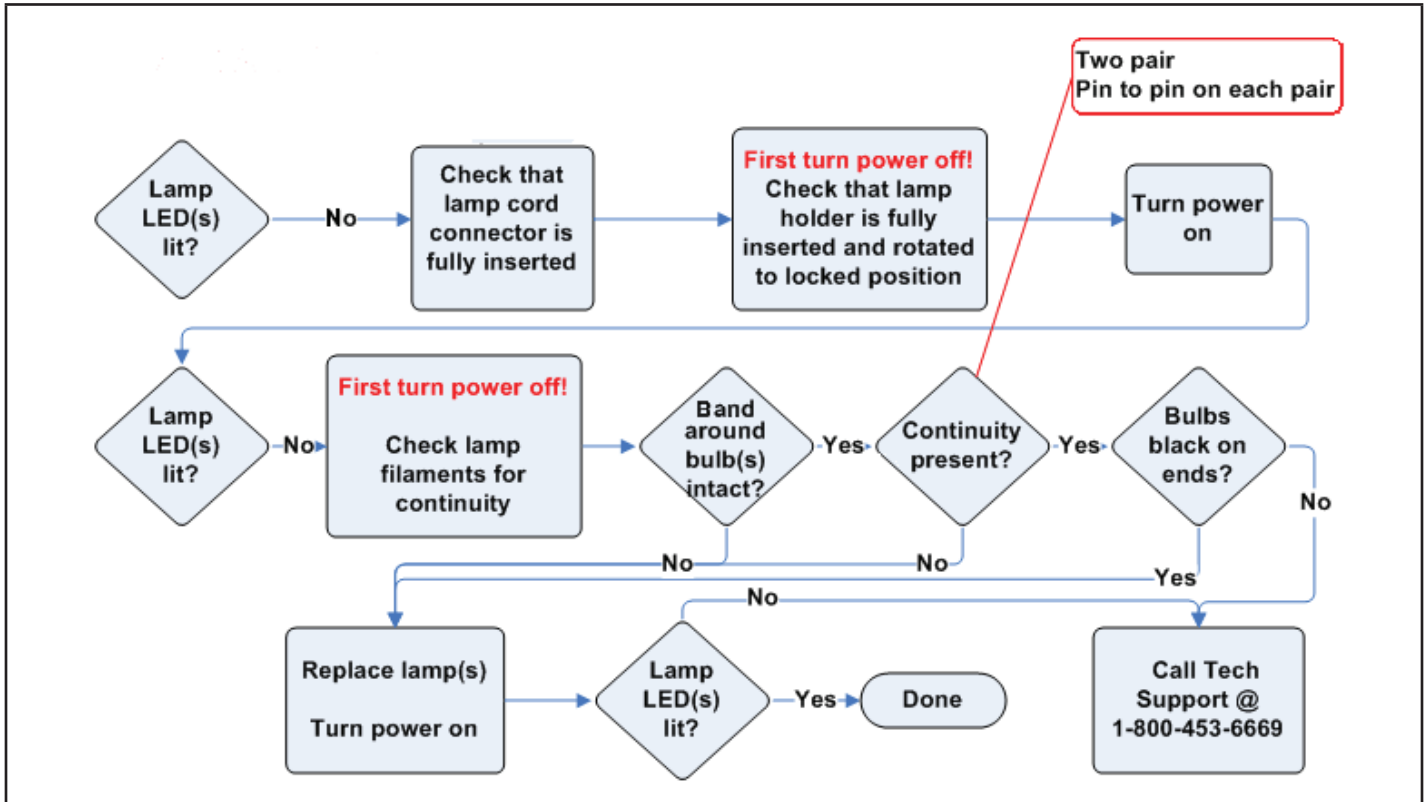 Two pair
Pin to pin on each pair
Lamp
LED(s)
lit?
No
Check that
lamp cord
connector is
fully inserted
First turn power off!
Check that lamp
holder is fully
inserted and rotated
to locked position
Turn power
on
Lamp
LED(s)
lit?
No
First turn power off!
Check lamp
filaments for
continuity
Band
around
bulb(s)
intact?
Yes
Continuity
present?
Yes
Bulbs
black on
ends?
No
No
No
Yes
No
Replace lamp(s)
Turn power on
Lamp
LED(s)
lit?
Yes
Done
Call Tech
Support @
1-800-453-6669